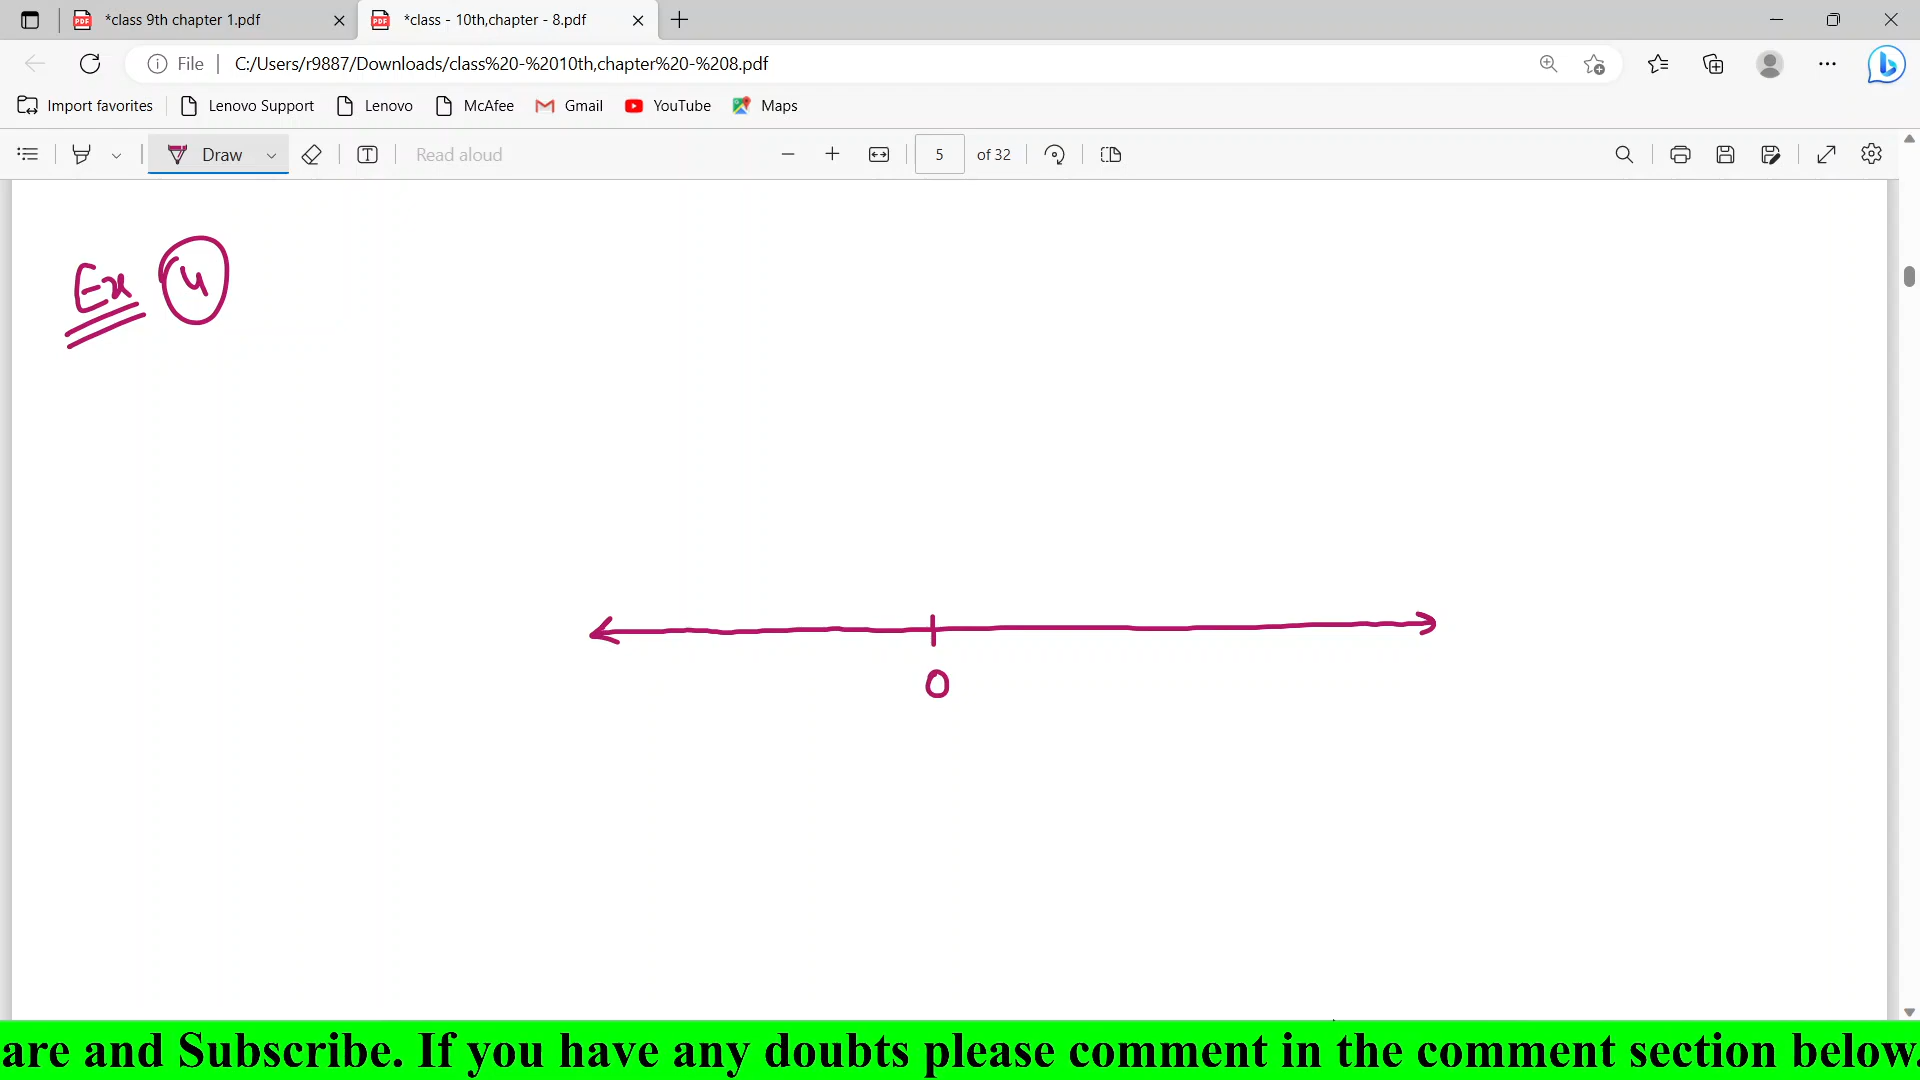 *class 9th chapter 1.pdf
*class - 10th,chapter - 8.pdf
File
C:/Users/r9887/Downloads/class%20-%2010th,chapter%20-%208.pdf
Import favorites
Lenovo Support
Lenovo
McAfee
Gmail
YouTube
Maps
Draw
Read aloud
5 of 32
Ex 4
0
are and Subscribe. If you have any doubts please comment in the comment section below.